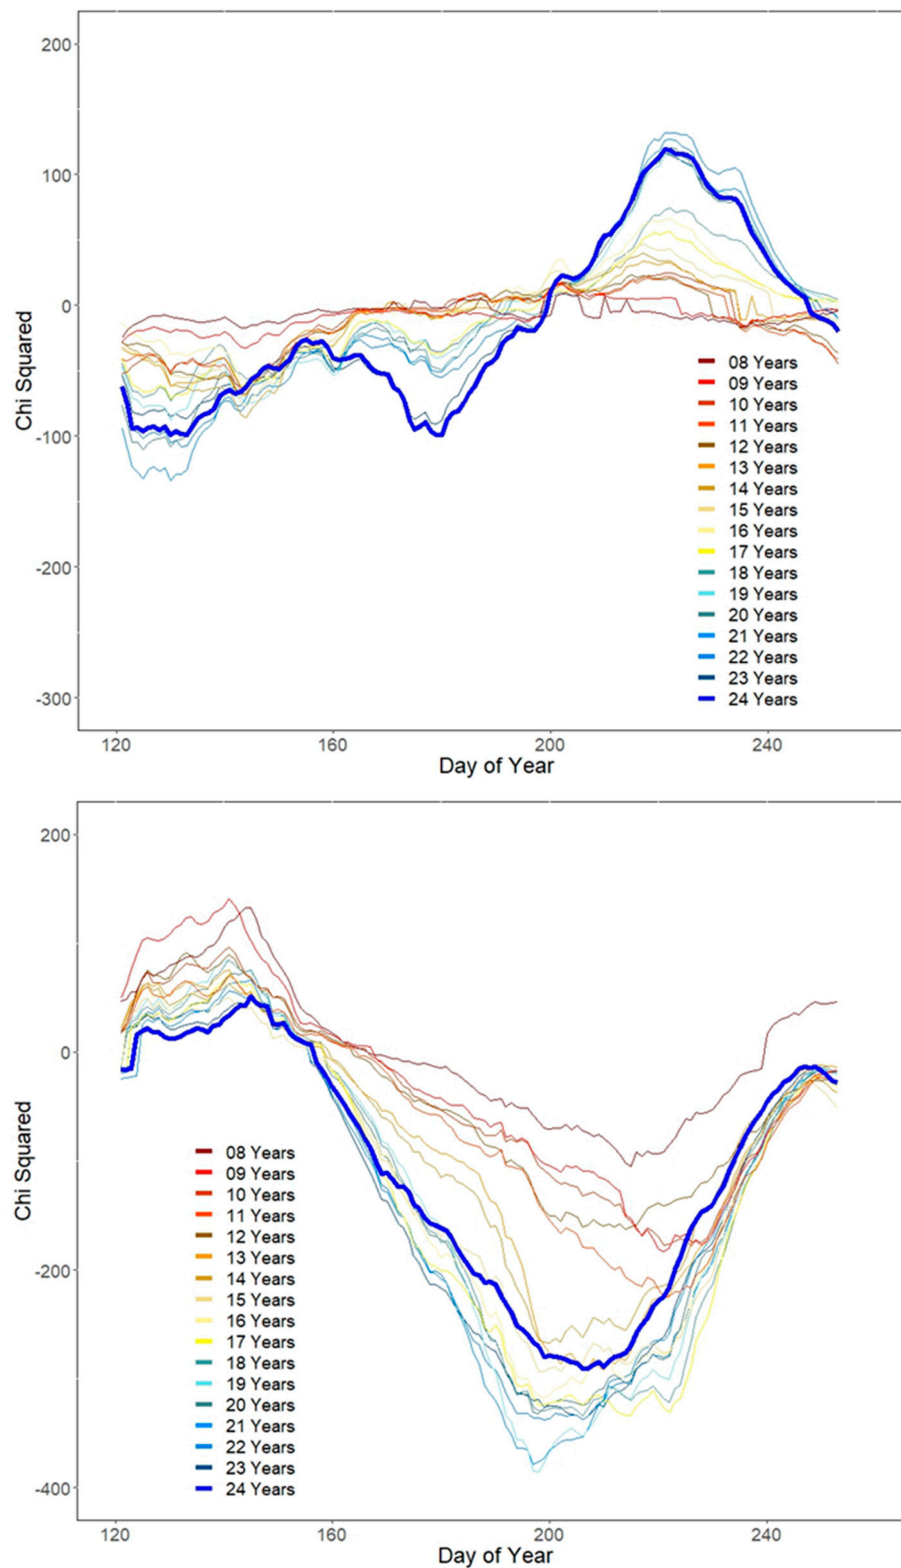 200
100
0
-100
-200
-300
Chi Squared
08 Years
09 Years
10 Years
11 Years
12 Years
13 Years
14 Years
15 Years
16 Years
17 Years
18 Years
19 Years
20 Years
21 Years
22 Years
23 Years
24 Years
120 160 200 240
Day of Year
200
0
-200
-400
Chi Squared
08 Years
09 Years
10 Years
11 Years
12 Years
13 Years
14 Years
15 Years
16 Years
17 Years
18 Years
19 Years
20 Years
21 Years
22 Years
23 Years
24 Years
120 160 200 240
Day of Year